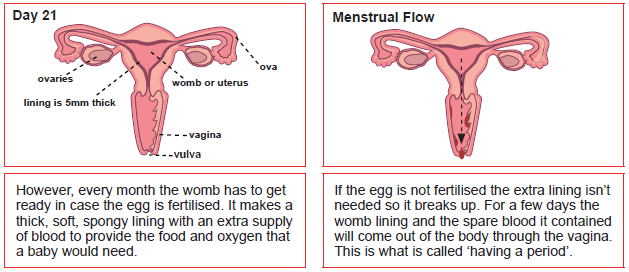 Day 21
ova
ovaries
womb or uterus
lining is 5mm thick
vagina
vulva
However, every month the womb has to get
ready in case the egg is fertilised. It makes a
thick, soft, spongy lining with an extra supply
of blood to provide the food and oxygen that
a baby would need.
Menstrual Flow
If the egg is not fertilised the extra lining isn't
needed so it breaks up. For a few days the
womb lining and the spare blood it contained
will come out of the body through the vagina.
This is what is called ‘having a period’.